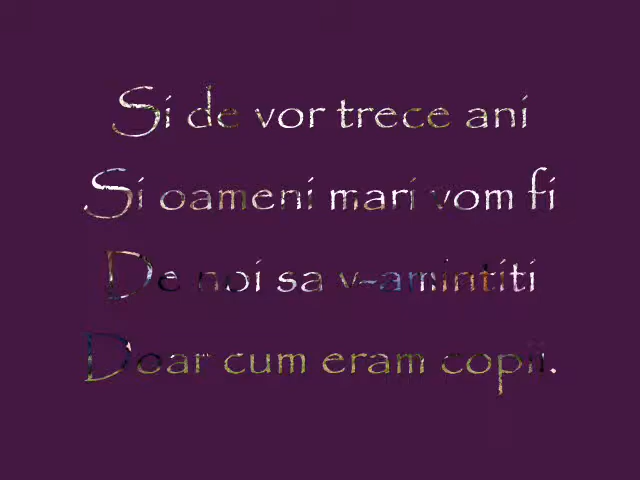 Si de vor trece ani
Si oameni mari vom fi
De noi sa v-amintiti
Doar cum eram copii.